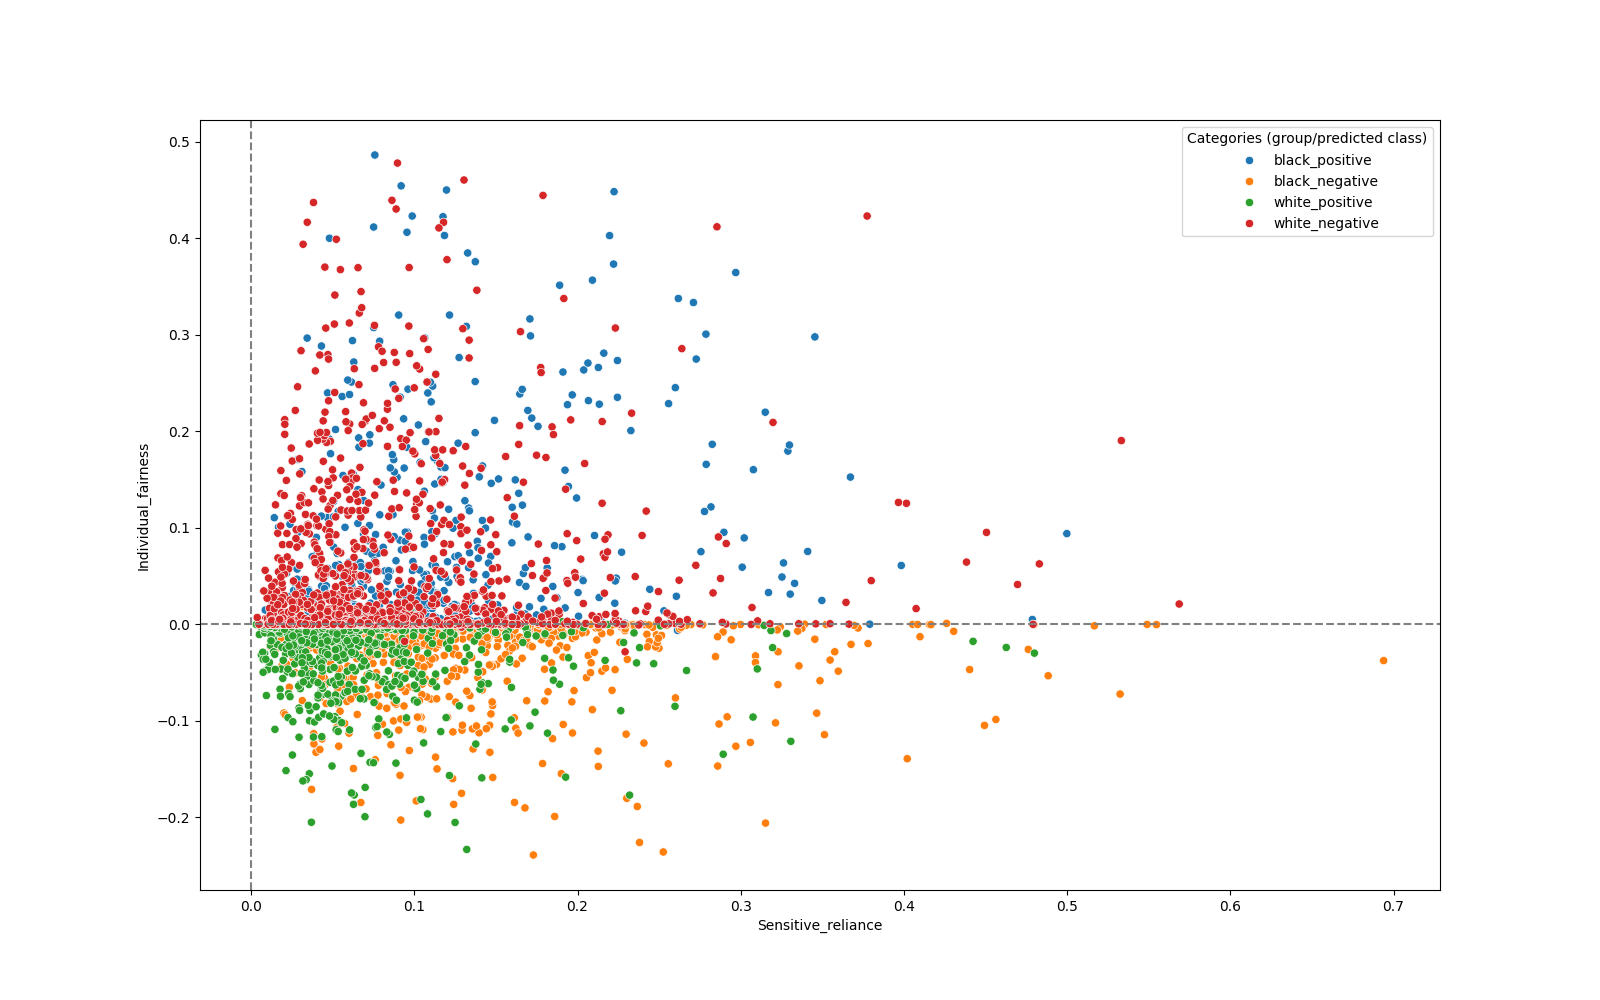 Categories (group/predicted class)
black_positive
black_negative
white_positive
white_negative
0.5
0.4
0.3
0.2
0.1
0.0
−0.1
−0.2
Individual_fairness
0.0 0.1 0.2 0.3 0.4 0.5 0.6 0.7
Sensitive_reliance